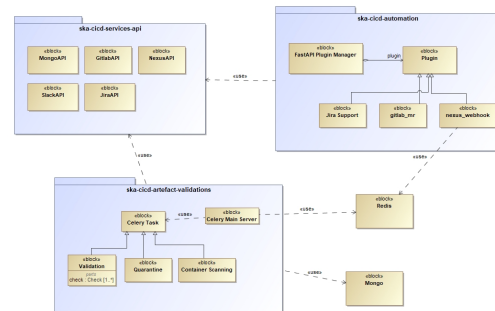 ska-cicd-services-api
«block»
MongoAPI
«block»
GitlabAPI
«block»
NexusAPI
«block»
SlackAPI
«block»
JiraAPI
ska-cicd-automation
«block»
FastAPI Plugin Manager
plugin
«block»
Plugin
«block»
Jira Support
«block»
gitlab_mr
«block»
nexus_webhook
«use»
«use»
«use»
ska-cicd-artefact-validations
«block»
Celery Task
«use»
«block»
Celery Main Server
«use»
«block»
Redis
«block»
Validation
parts
check : Check [1..*]
«block»
Quarantine
«block»
Container Scanning
«use»
«block»
Mongo